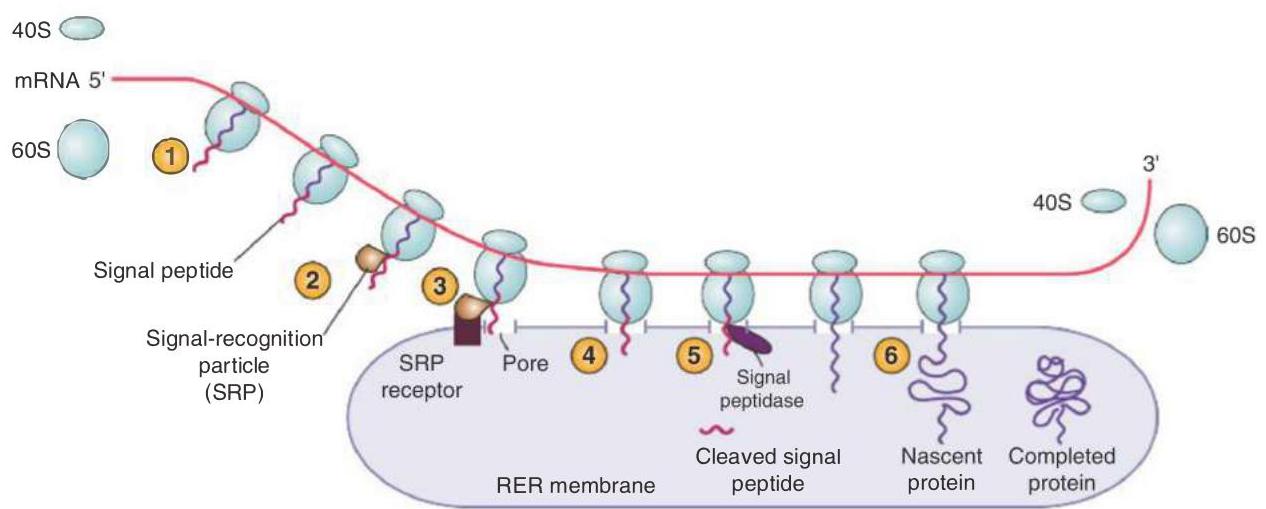 40S
mRNA 5'
60S
1
Signal peptide
2
Signal-recognition
particle
(SRP)
3
SRP
receptor
Pore
4
5
Signal
peptidase
Cleaved signal
peptide
RER membrane
6
Nascent
protein
Completed
protein
3'
40S
60S